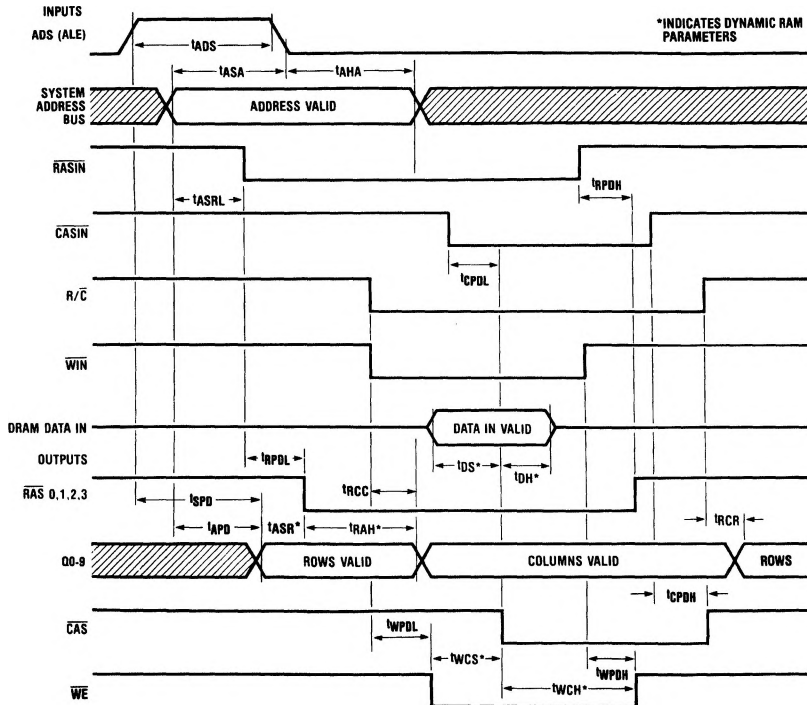 INPUTS
ADS (ALE)
*INDICATES DYNAMIC RAM
PARAMETERS
tADS
tASA
tAHA
SYSTEM
ADDRESS
BUS
ADDRESS VALID
RASIN
tRPDH
tASRL
CASIN
tCPDL
R/C
WIN
DRAM DATA IN
DATA IN VALID
OUTPUTS
tRPDL
tDS*
tDH*
RAS 0,1,2,3
tRCC
tSPD
tAPD
tASR*
tRAH*
tRCR
Q0-9
ROWS VALID
COLUMNS VALID
ROWS
tCPDH
CAS
tWPDL
tWCS*
tWPDH
tWCH*
WE